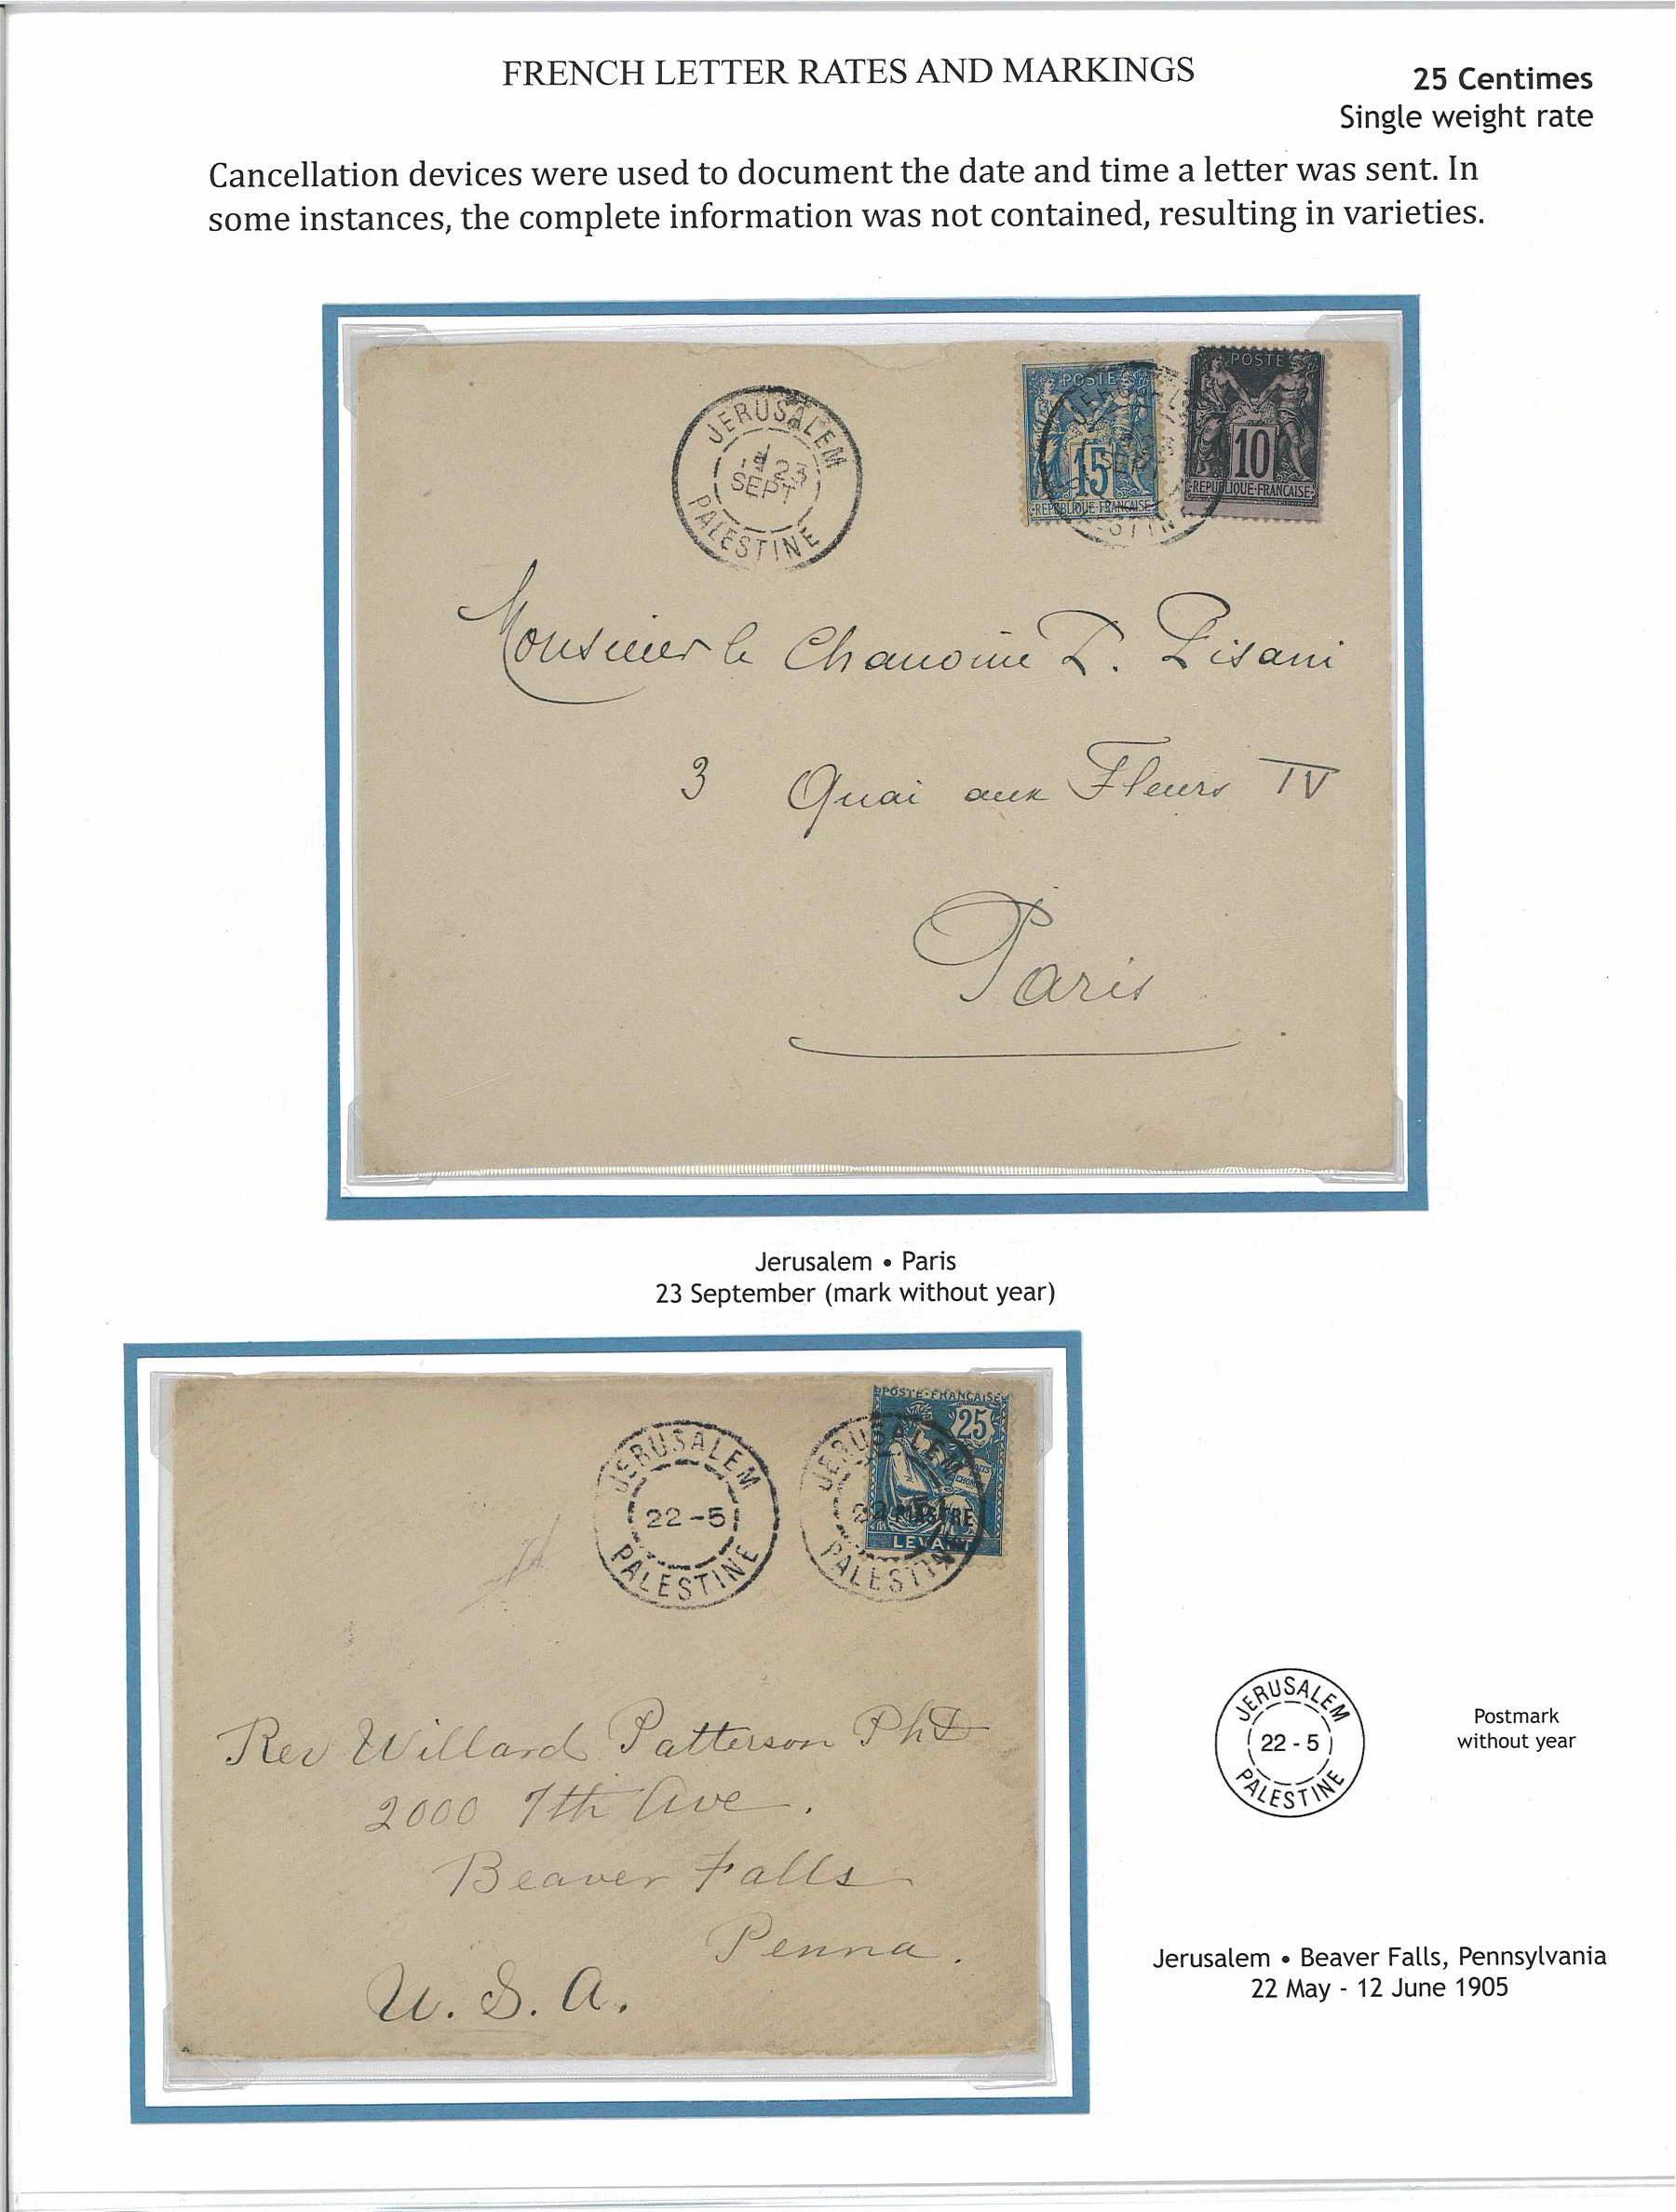 FRENCH LETTER RATES AND MARKINGS
25 Centimes
Single weight rate
Cancellation devices were used to document the date and time a letter was sent. In
some instances, the complete information was not contained, resulting in varieties.
JERUSALEM
23
SEPT
PALESTINE
POSTE
15
REPUBLIQUE FRANCAISE
POSTE
10
REPUBLIQUE FRANCAISE
Monsieur le Chanoine P. Pisani
3 Quai aux Fleurs IV
Paris
Jerusalem • Paris
23 September (mark without year)
JERUSALEM
22-5
PALESTINE
JERUSALEM
PALESTINE
POSTE FRANCAISE
25
PIASTRE
LEVANT
Rev Willard Patterson PhD
2000 7th Ave.
Beaver Falls
Penna.
U.S.A.
JERUSALEM
22 - 5
PALESTINE
Postmark
without year
Jerusalem • Beaver Falls, Pennsylvania
22 May - 12 June 1905